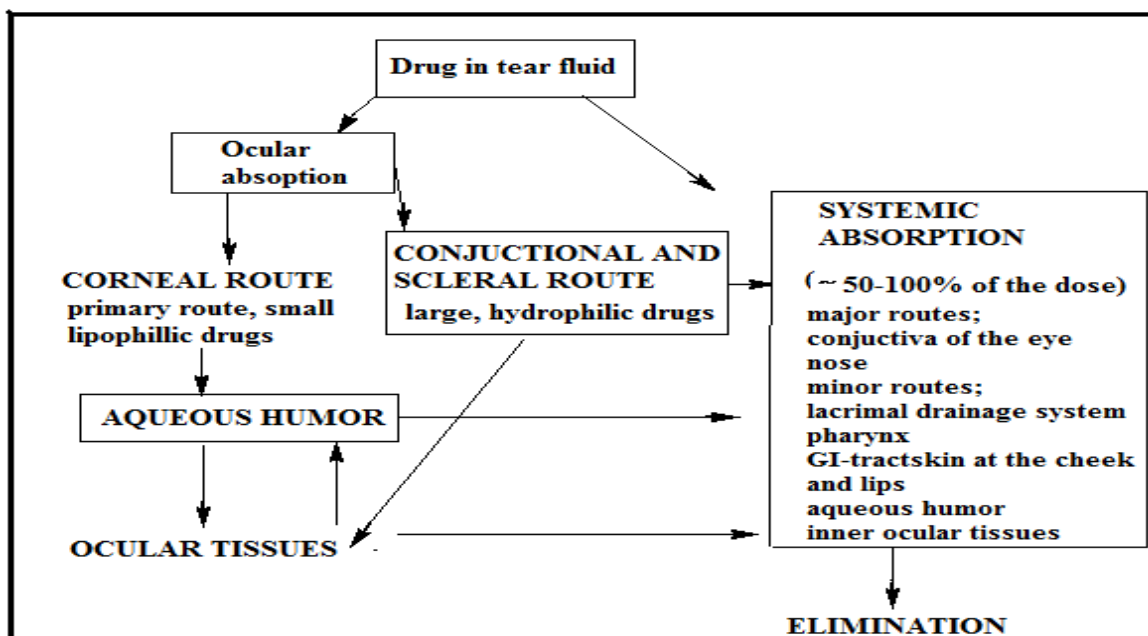 Drug in tear fluid
Ocular
absoption
CORNEAL ROUTE
primary route, small
lipophillic drugs
CONJUCTIONAL AND
SCLERAL ROUTE
large, hydrophilic drugs
AQUEOUS HUMOR
OCULAR TISSUES
SYSTEMIC
ABSORPTION
(~ 50-100% of the dose)
major routes;
conjuctiva of the eye
nose
minor routes;
lacrimal drainage system
pharynx
GI-tractskin at the cheek
and lips
aqueous humor
inner ocular tissues
ELIMINATION